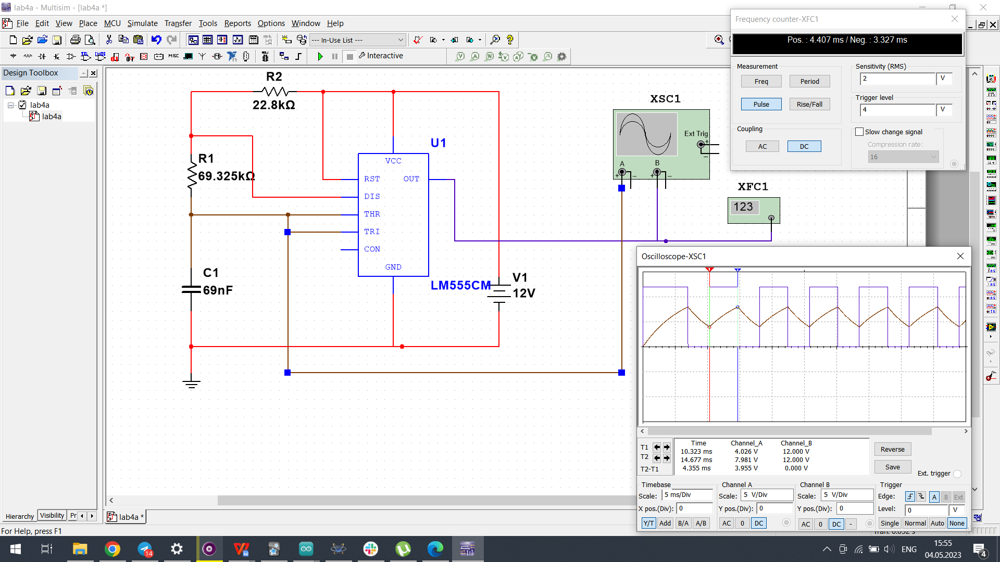 lab4a - Multisim - [lab4a *]
File Edit View Place MCU Simulate Transfer Tools Reports Options Window Help
--- In-Use List ---
MISC
Interactive
Design Toolbox
lab4a
lab4a
R2
22.8kΩ
R1
69.325kΩ
U1
VCC
RST OUT
DIS
THR
TRI
CON
GND
LM555CM
C1
69nF
V1
12V
XSC1
Ext Trig
A B
XFC1
123
Frequency counter-XFC1
Pos. : 4.407 ms / Neg. : 3.327 ms
Measurement
Freq Period
Pulse Rise/Fall
Coupling
AC DC
Sensitivity (RMS)
2 V
Trigger level
4 V
Slow change signal
Compression rate:
16
Oscilloscope-XSC1
Time Channel_A Channel_B
T1 10.323 ms 4.026 V 12.000 V
T2 14.677 ms 7.981 V 12.000 V
T2-T1 4.355 ms 3.955 V 0.000 V
Reverse
Save
Ext. trigger
Timebase
Scale: 5 ms/Div
X pos.(Div): 0
Y/T Add B/A A/B
Channel A
Scale: 5 V/Div
Y pos.(Div): 0
AC 0 DC
Channel B
Scale: 5 V/Div
Y pos.(Div): 0
AC 0 DC -
Trigger
Edge: A B Ext
Level: 0 V
Single Normal Auto None
Hierarchy Visibility Pr
lab4a *
For Help, press F1
14
ENG
15:55
04.05.2023
4